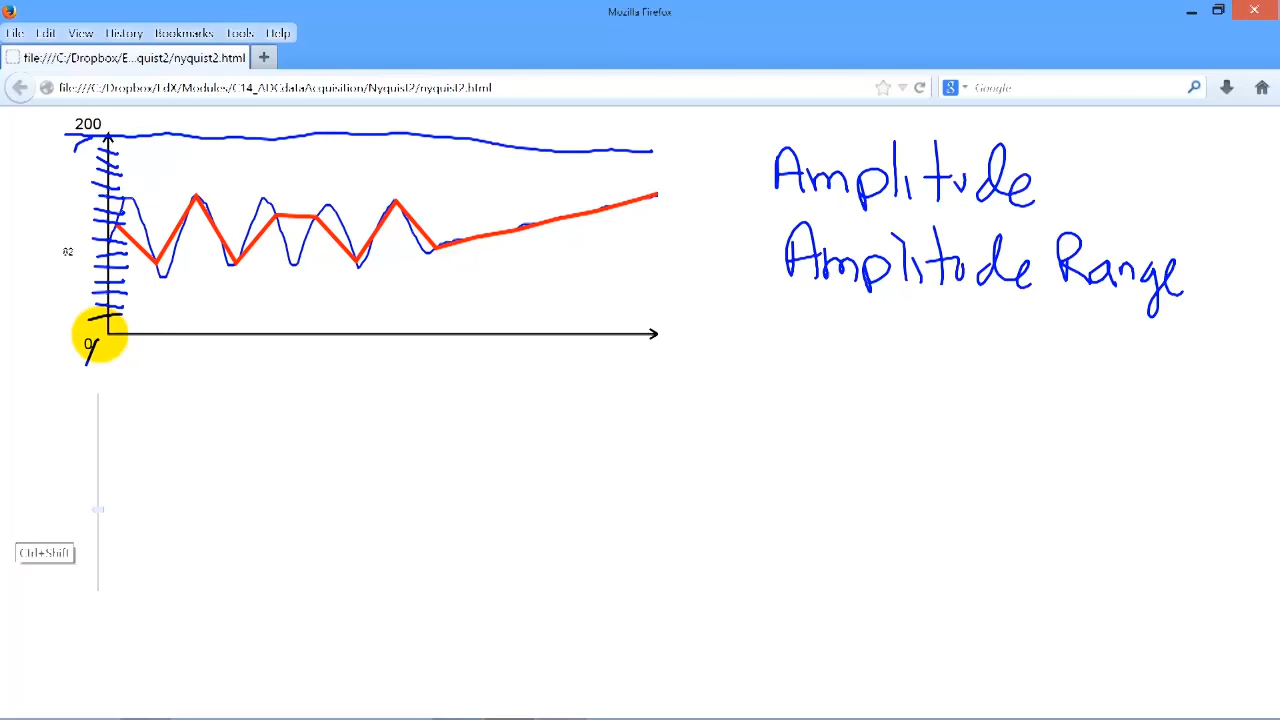 Mozilla Firefox
File Edit View History Bookmarks Tools Help
file:///C:/Dropbox/E...quist2/nyquist2.html
file:///C:/Dropbox/EdX/Modules/C14_ADCdataAcquisition/Nyquist2/nyquist2.html
Google
200
Amplitude
Amplitude Range
82
0
Ctrl+Shift